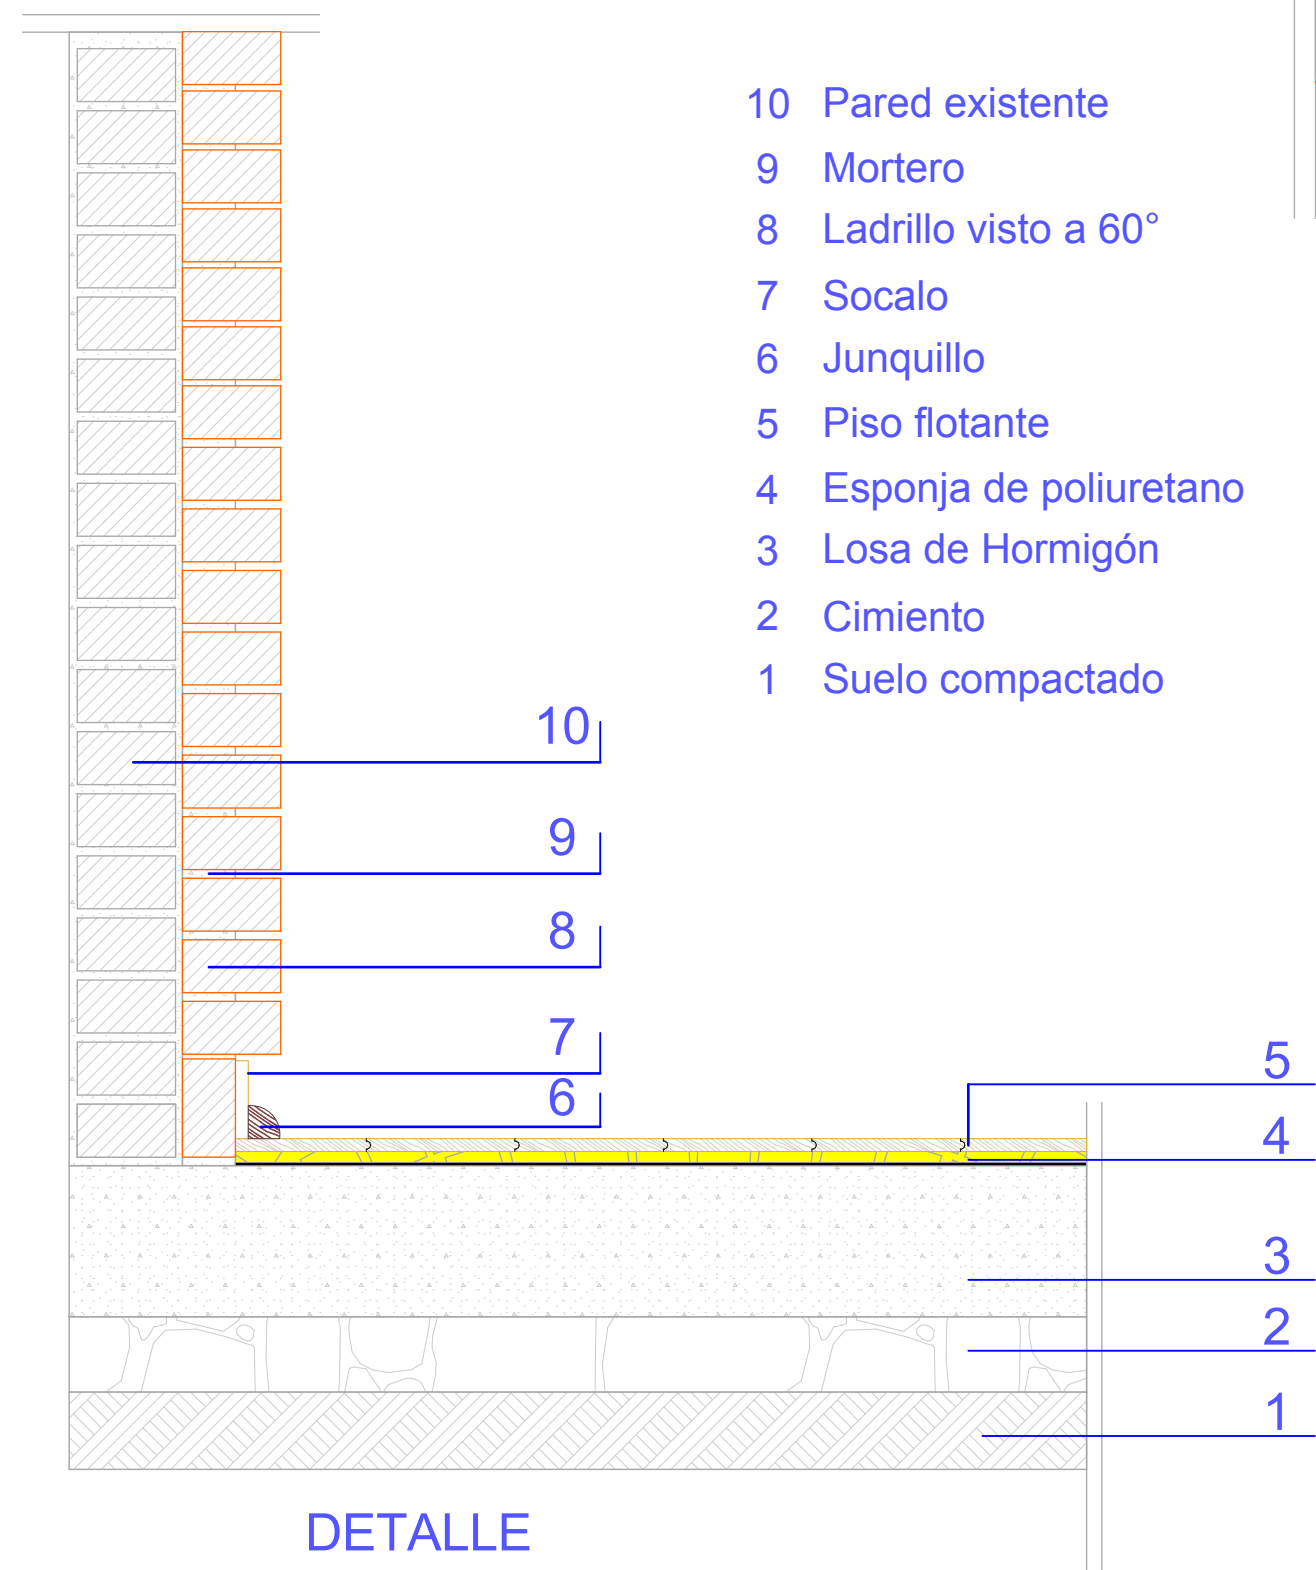 10 Pared existente
9 Mortero
8 Ladrillo visto a 60°
7 Socalo
6 Junquillo
5 Piso flotante
4 Esponja de poliuretano
3 Losa de Hormigón
2 Cimiento
1 Suelo compactado
10
9
8
7
6
5
4
3
2
1
DETALLE